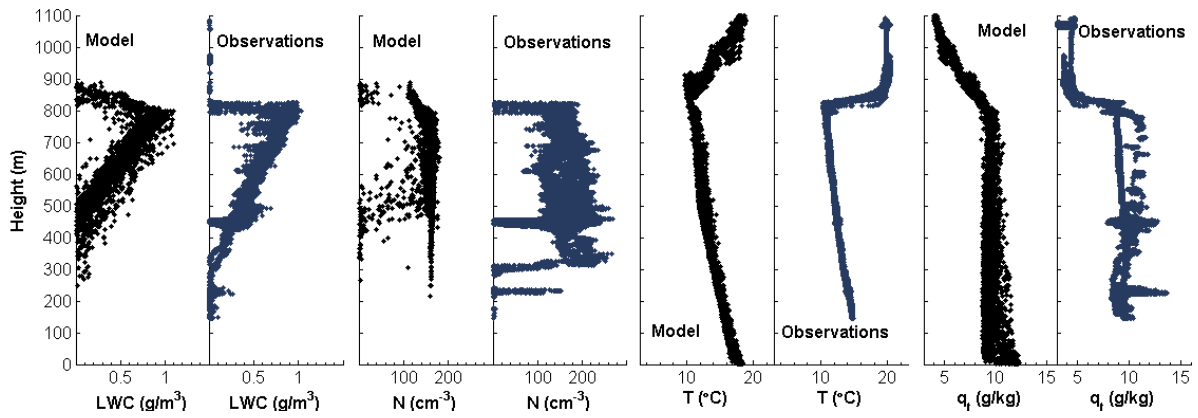 1100
1000
900
800
700
600
500
400
300
200
100
0
Height (m)
Model
Observations
Model
Observations
Model
Observations
Model
Observations
0.5 1
0.5 1
100 200
100 200
10 20
10 20
5 10 15
5 10 15
LWC (g/m³)
LWC (g/m³)
N (cm⁻³)
N (cm⁻³)
T (°C)
T (°C)
qₜ (g/kg)
qₜ (g/kg)